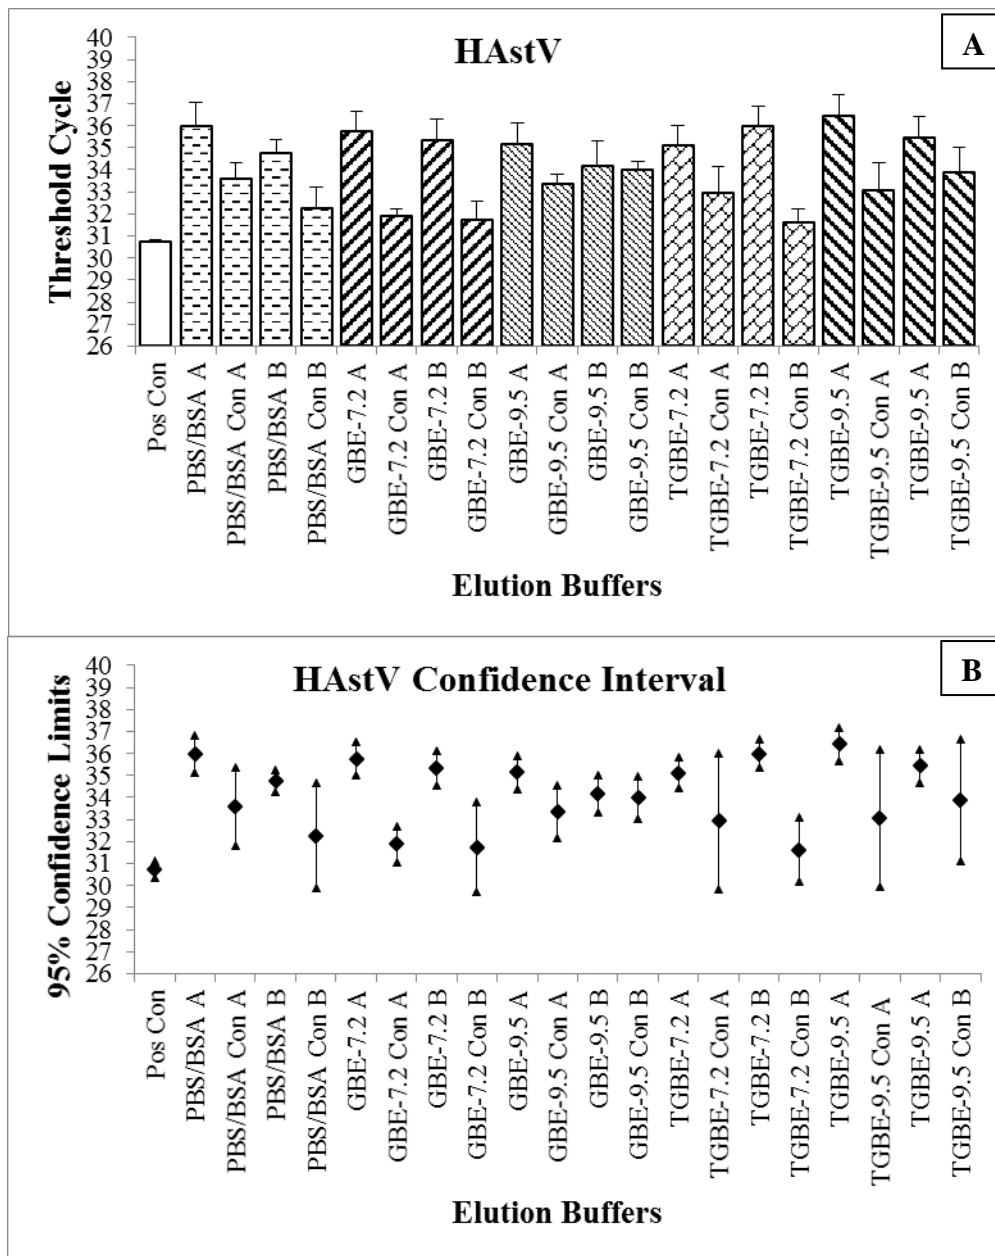 A
HAstV
Threshold Cycle
40
39
38
37
36
35
34
33
32
31
30
29
28
27
26
Pos Con
PBS/BSA A
PBS/BSA Con A
PBS/BSA B
PBS/BSA Con B
GBE-7.2 A
GBE-7.2 Con A
GBE-7.2 B
GBE-7.2 Con B
GBE-9.5 A
GBE-9.5 Con A
GBE-9.5 B
GBE-9.5 Con B
TGBE-7.2 A
TGBE-7.2 Con A
TGBE-7.2 B
TGBE-7.2 Con B
TGBE-9.5 A
TGBE-9.5 Con A
TGBE-9.5 A
TGBE-9.5 Con B
Elution Buffers
B
HAstV Confidence Interval
95% Confidence Limits
40
39
38
37
36
35
34
33
32
31
30
29
28
27
26
Pos Con
PBS/BSA A
PBS/BSA Con A
PBS/BSA B
PBS/BSA Con B
GBE-7.2 A
GBE-7.2 Con A
GBE-7.2 B
GBE-7.2 Con B
GBE-9.5 A
GBE-9.5 Con A
GBE-9.5 B
GBE-9.5 Con B
TGBE-7.2 A
TGBE-7.2 Con A
TGBE-7.2 B
TGBE-7.2 Con B
TGBE-9.5 A
TGBE-9.5 Con A
TGBE-9.5 A
TGBE-9.5 Con B
Elution Buffers